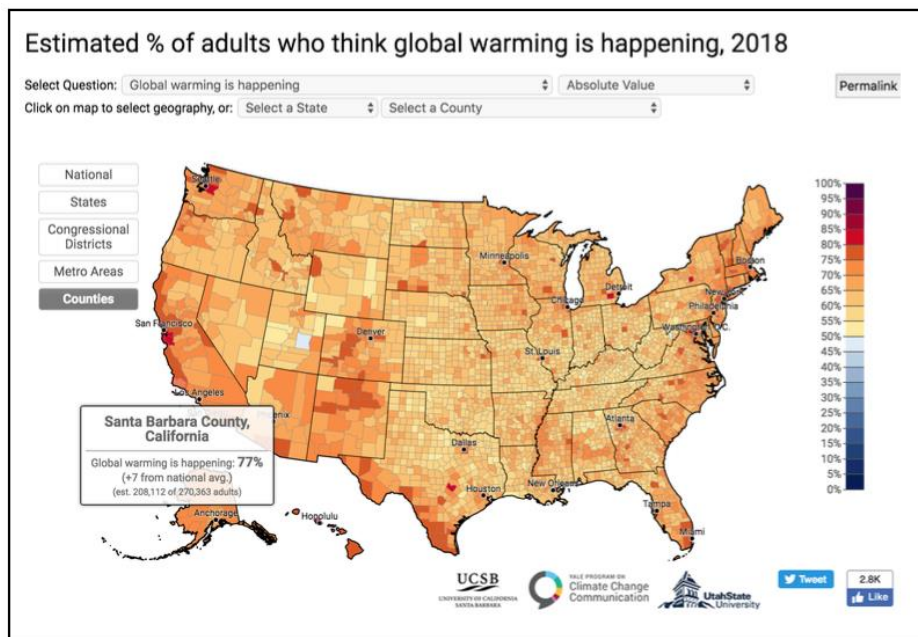 Estimated % of adults who think global warming is happening, 2018
Select Question: Global warming is happening Absolute Value Permalink
Click on map to select geography, or: Select a State Select a County
National
States
Congressional
Districts
Metro Areas
Counties
Seattle
Minneapolis
Detroit
Boston
Chicago
New York
Philadelphia
Washington, D.C.
San Francisco
Denver
St. Louis
Los Angeles
Phoenix
Atlanta
Dallas
Houston
New Orleans
Tampa
Miami
Anchorage
Honolulu
Santa Barbara County,
California
Global warming is happening: 77%
(+7 from national avg.)
(est. 208,112 of 270,363 adults)
100%
95%
90%
85%
80%
75%
70%
65%
60%
55%
50%
45%
40%
35%
30%
25%
20%
15%
10%
5%
0%
UCSB
UNIVERSITY OF CALIFORNIA
SANTA BARBARA
YALE PROGRAM ON
Climate Change
Communication
UtahState
University
Tweet
2.8K
Like